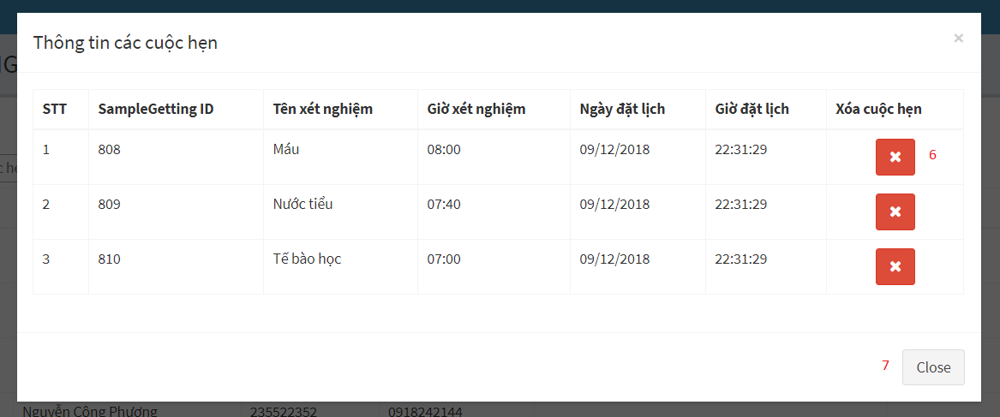 Thông tin các cuộc hẹn ×
STT SampleGetting ID Tên xét nghiệm Giờ xét nghiệm Ngày đặt lịch Giờ đặt lịch Xóa cuộc hẹn
1 808 Máu 08:00 09/12/2018 22:31:29 6
2 809 Nước tiểu 07:40 09/12/2018 22:31:29
3 810 Tế bào học 07:00 09/12/2018 22:31:29
7 Close
Nguyễn Công Phượng 235522352 0918242144